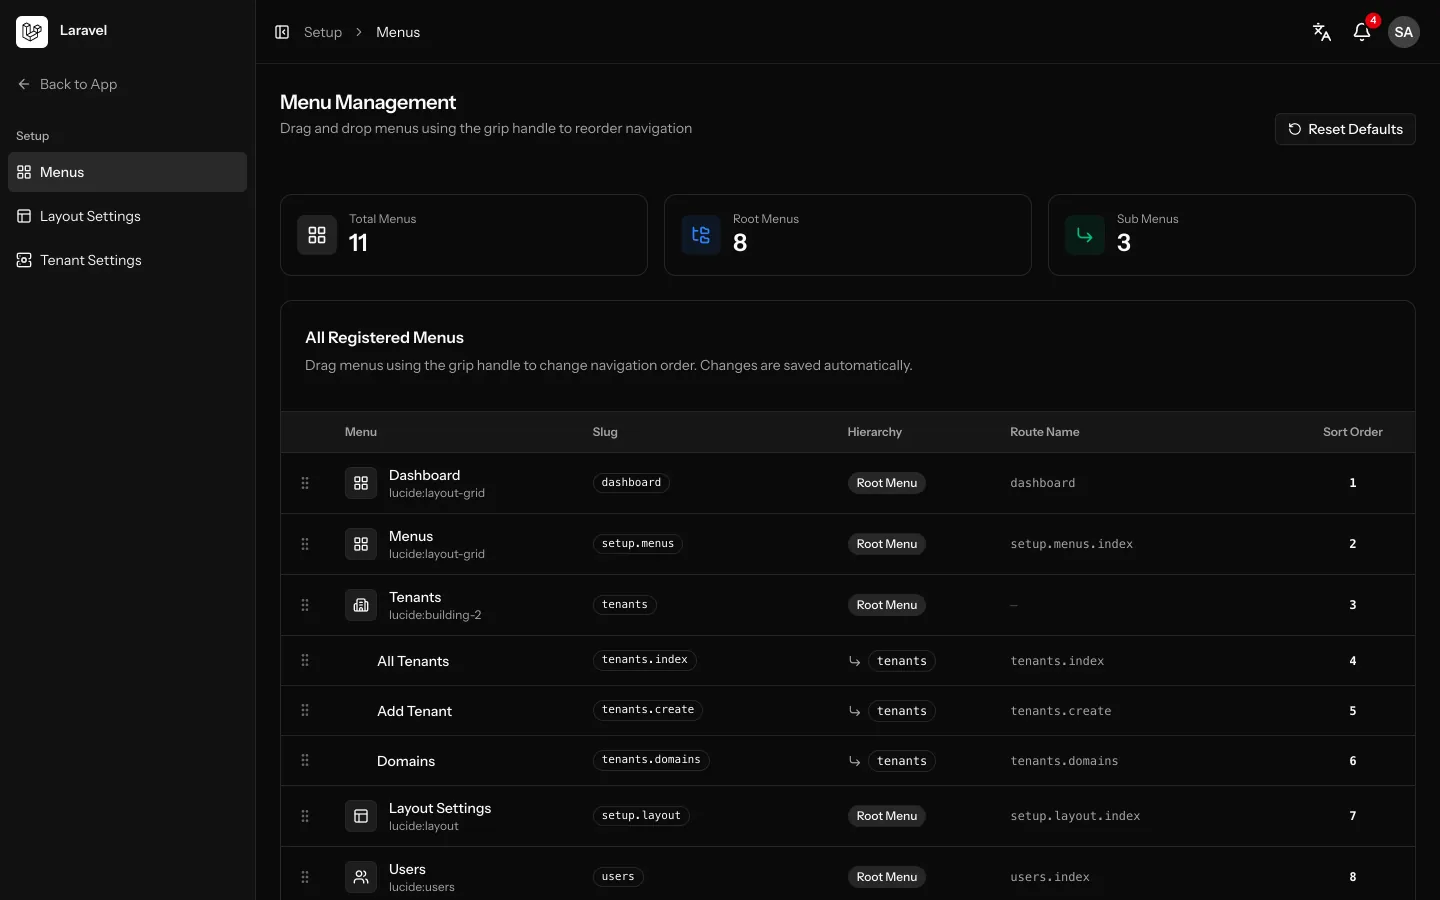 Laravel
Back to App
Setup
Menus
Layout Settings
Tenant Settings
Setup > Menus
4
SA
Menu Management
Drag and drop menus using the grip handle to reorder navigation
Reset Defaults
Total Menus
11
Root Menus
8
Sub Menus
3
All Registered Menus
Drag menus using the grip handle to change navigation order. Changes are saved automatically.
Menu Slug Hierarchy Route Name Sort Order
Dashboard
lucide:layout-grid
dashboard Root Menu dashboard 1
Menus
lucide:layout-grid
setup.menus Root Menu setup.menus.index 2
Tenants
lucide:building-2
tenants Root Menu — 3
All Tenants tenants.index tenants tenants.index 4
Add Tenant tenants.create tenants tenants.create 5
Domains tenants.domains tenants tenants.domains 6
Layout Settings
lucide:layout
setup.layout Root Menu setup.layout.index 7
Users
lucide:users
users Root Menu users.index 8